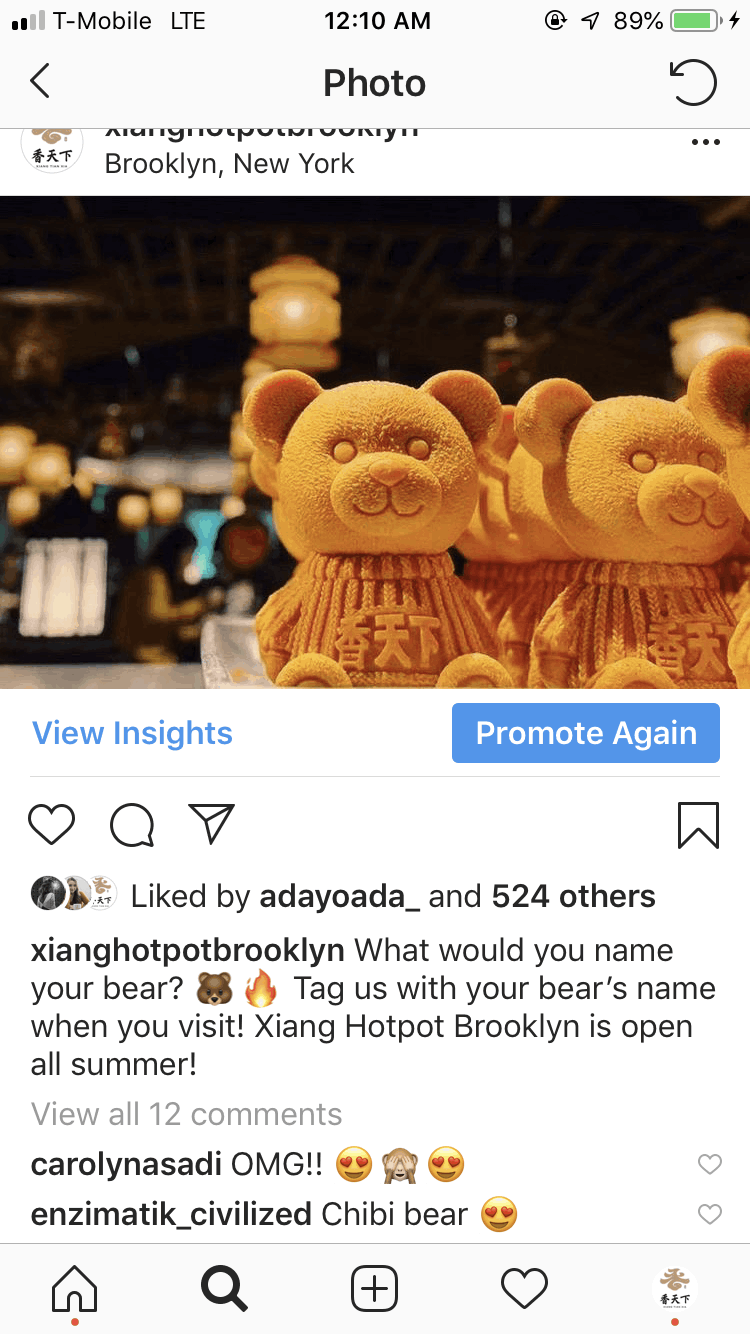 T-Mobile LTE 12:10 AM 89%
Photo
xianghotpotbrooklyn
香天下
Brooklyn, New York
香天下
香天
View Insights
Promote Again
Liked by adayoada_ and 524 others
xianghotpotbrooklyn What would you name
your bear? 🐻🔥 Tag us with your bear’s name
when you visit! Xiang Hotpot Brooklyn is open
all summer!
View all 12 comments
carolynasadi OMG!! 😍🙈😍
enzimatik_civilized Chibi bear 😍
香天下